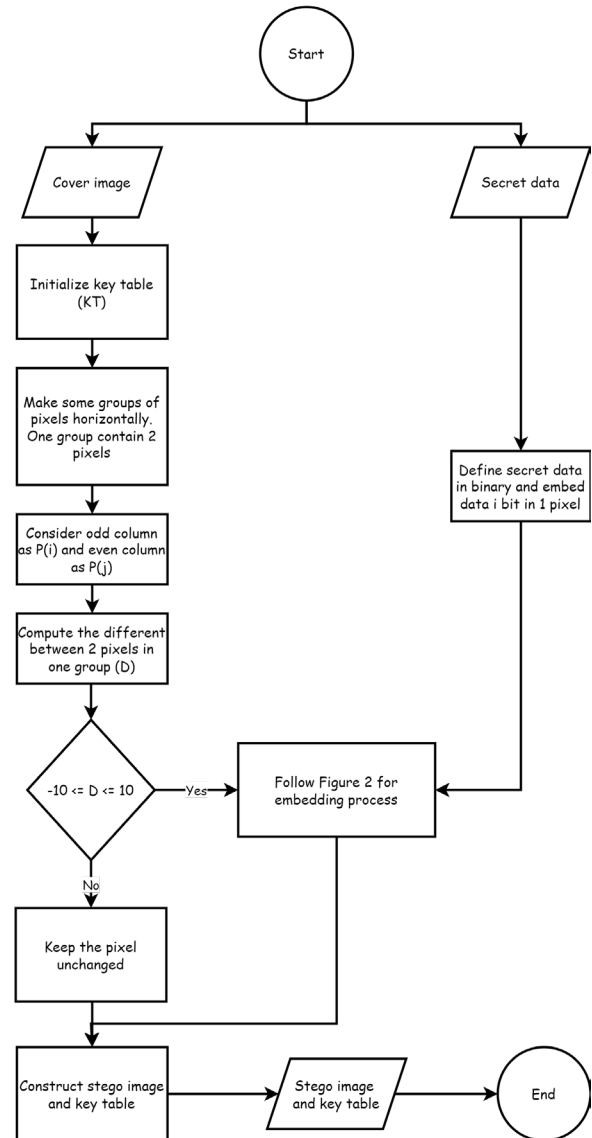 Start
Cover image
Secret data
Initialize key table
(KT)
Make some groups of
pixels horizontally.
One group contain 2
pixels
Define secret data
in binary and embed
data i bit in 1 pixel
Consider odd column
as P(i) and even column
as P(j)
Compute the different
between 2 pixels in
one group (D)
-10 <= D <= 10
Yes
Follow Figure 2 for
embedding process
No
Keep the pixel
unchanged
Construct stego image
and key table
Stego image
and key table
End